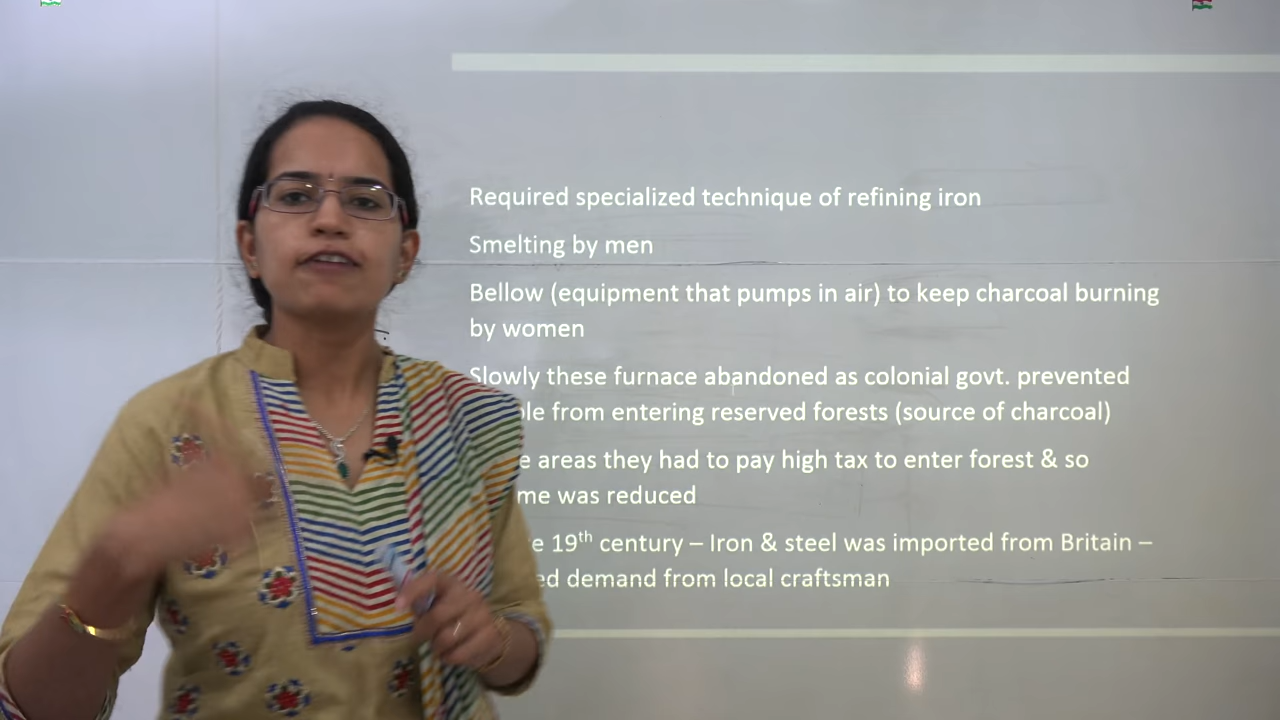 Required specialized technique of refining iron
Smelting by men
Bellow (equipment that pumps in air) to keep charcoal burning
by women
Slowly these furnace abandoned as colonial govt. prevented
from entering reserved forests (source of charcoal)
areas they had to pay high tax to enter forest & so
was reduced
19th century – Iron & steel was imported from Britain –
demand from local craftsman